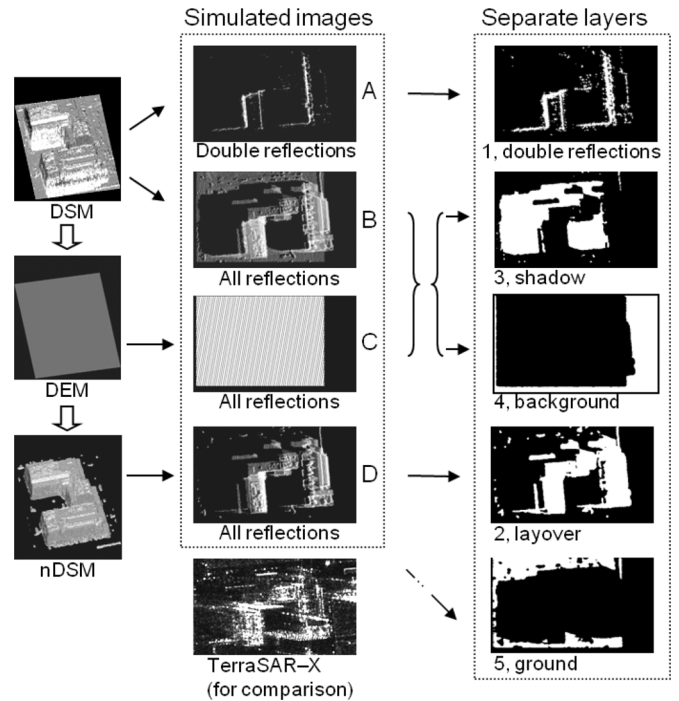 Simulated images
Separate layers
DSM
DEM
nDSM
A
Double reflections
B
All reflections
C
All reflections
D
All reflections
TerraSAR–X
(for comparison)
1, double reflections
3, shadow
4, background
2, layover
5, ground